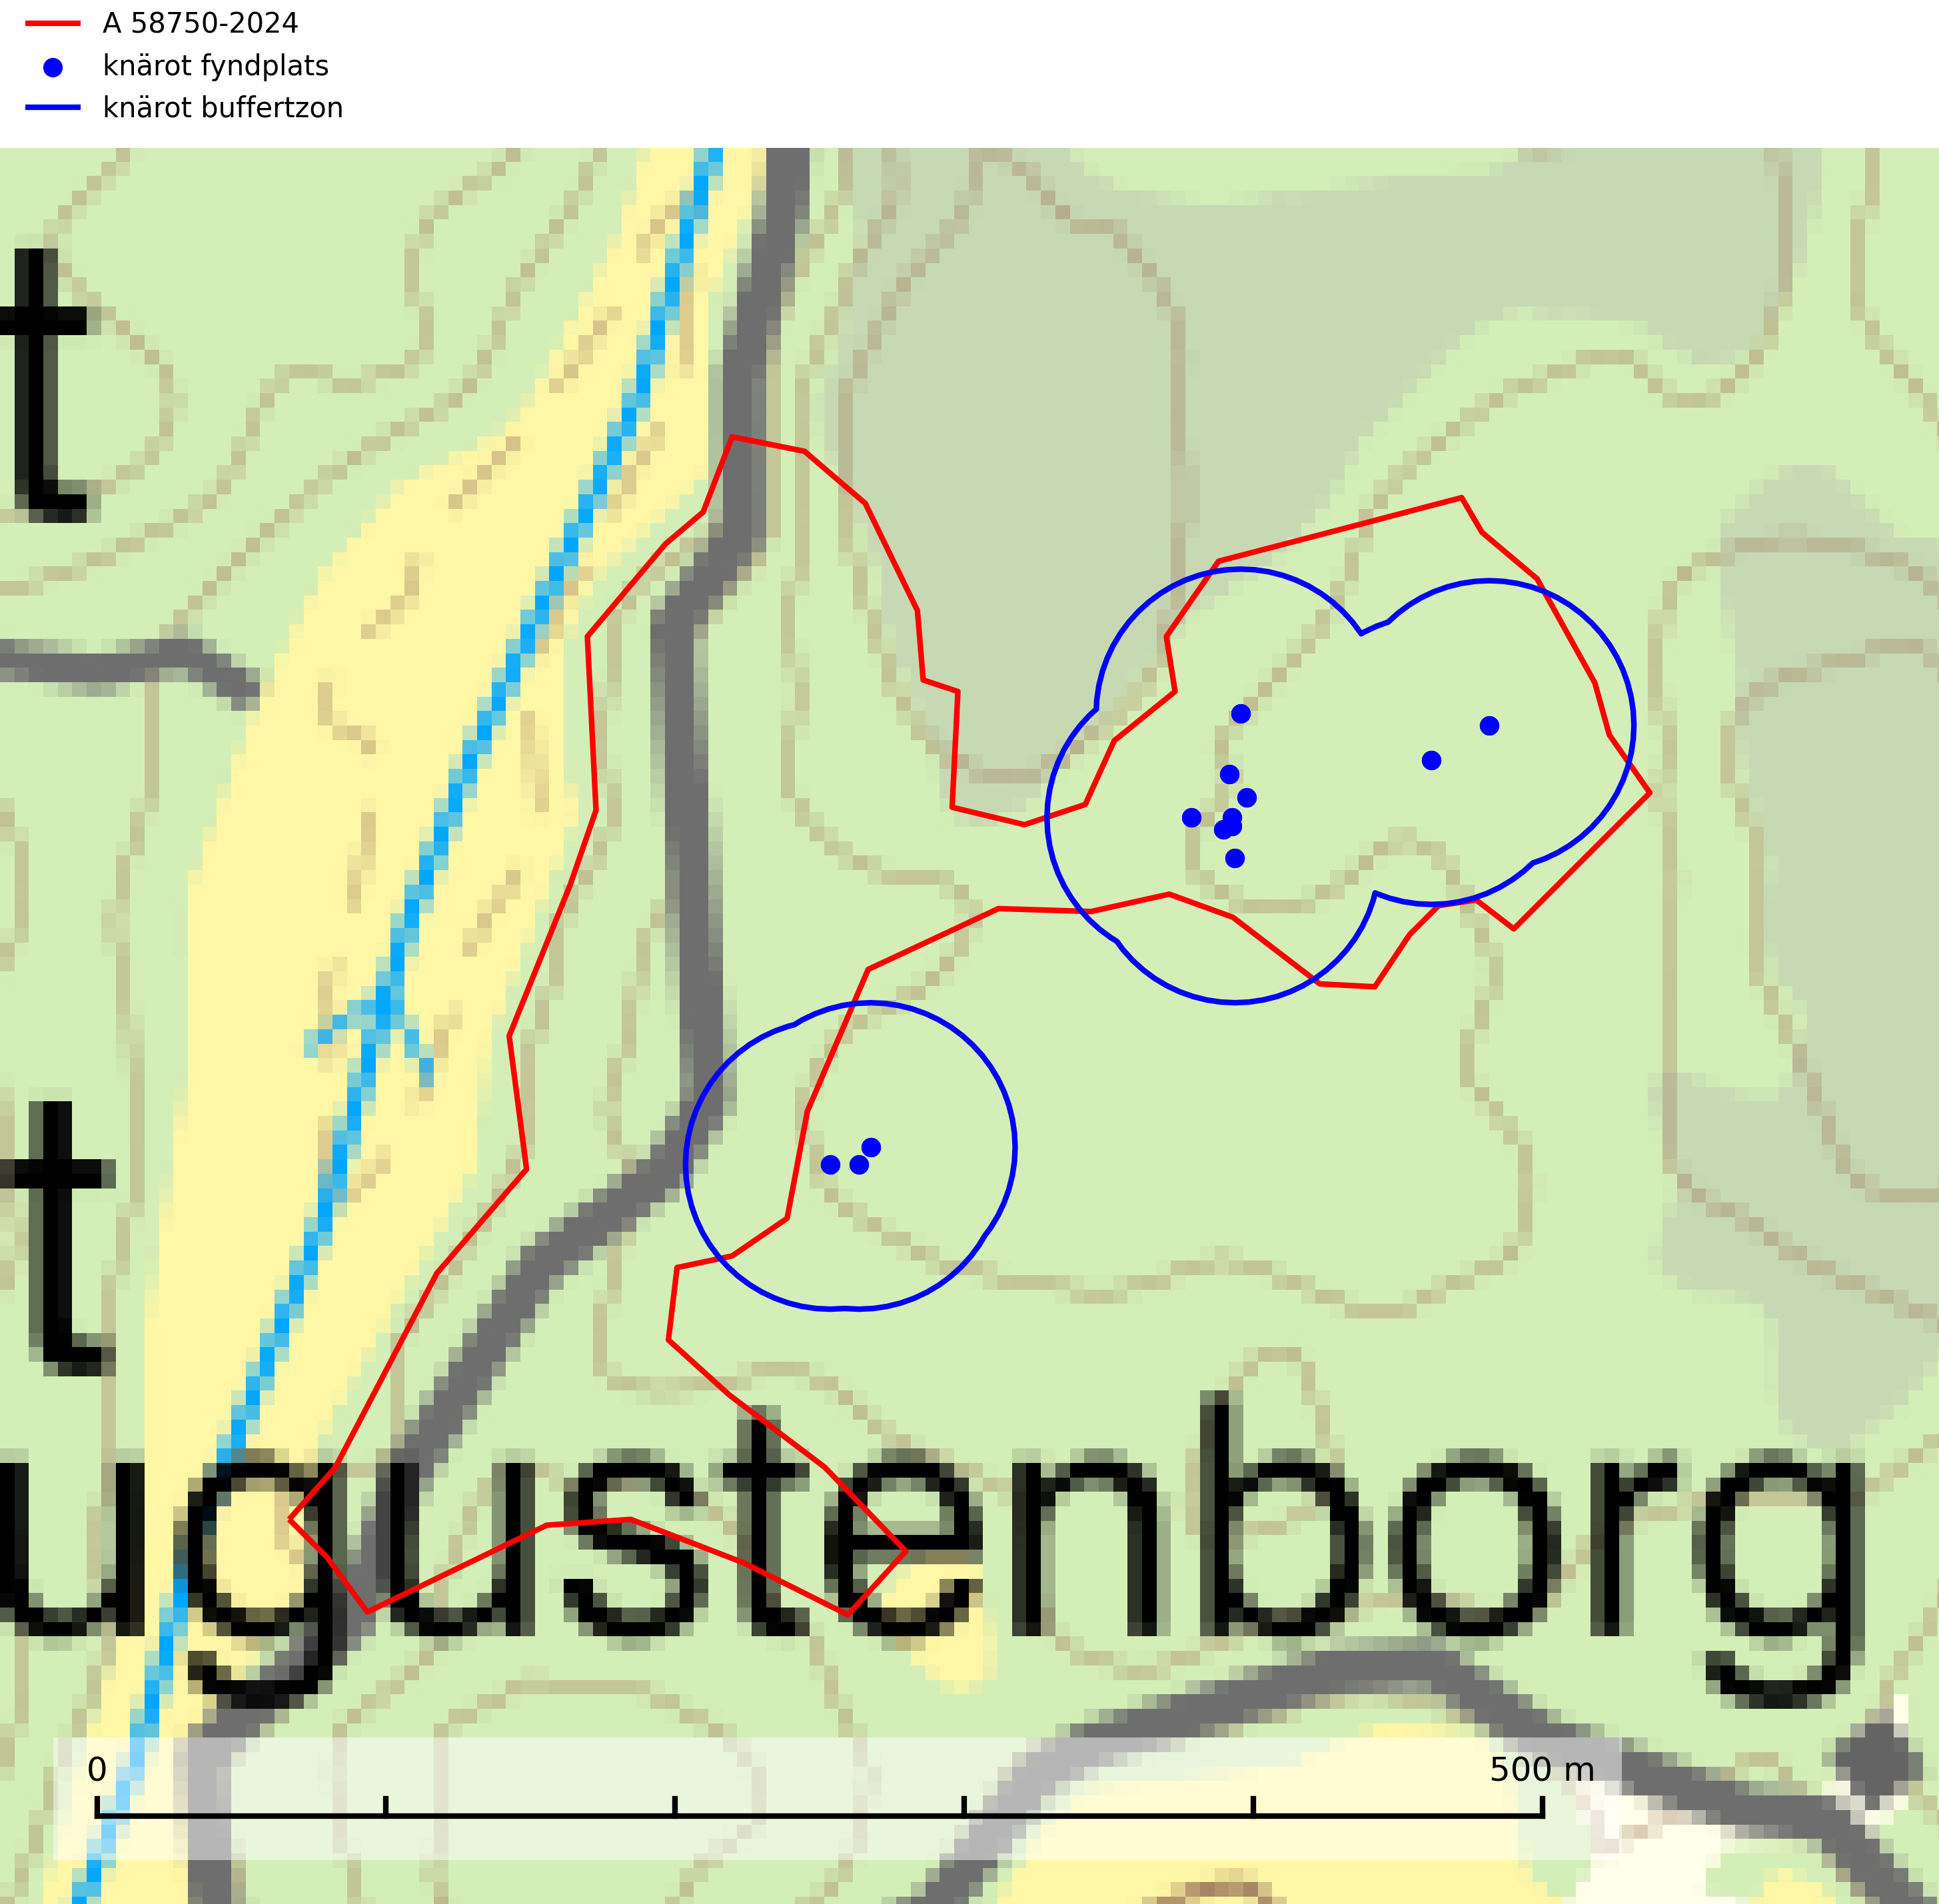 A 58750-2024
knärot fyndplats
knärot buffertzon
t
t
ugustenborg
0 500 m